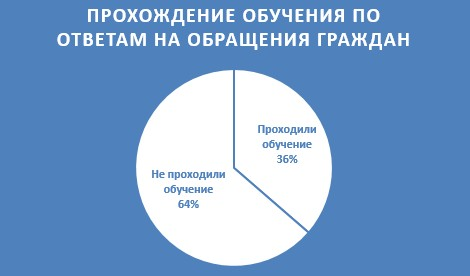 ПРОХОЖДЕНИЕ ОБУЧЕНИЯ ПО
ОТВЕТАМ НА ОБРАЩЕНИЯ ГРАЖДАН
Проходили
обучение
36%
Не проходили
обучение
64%